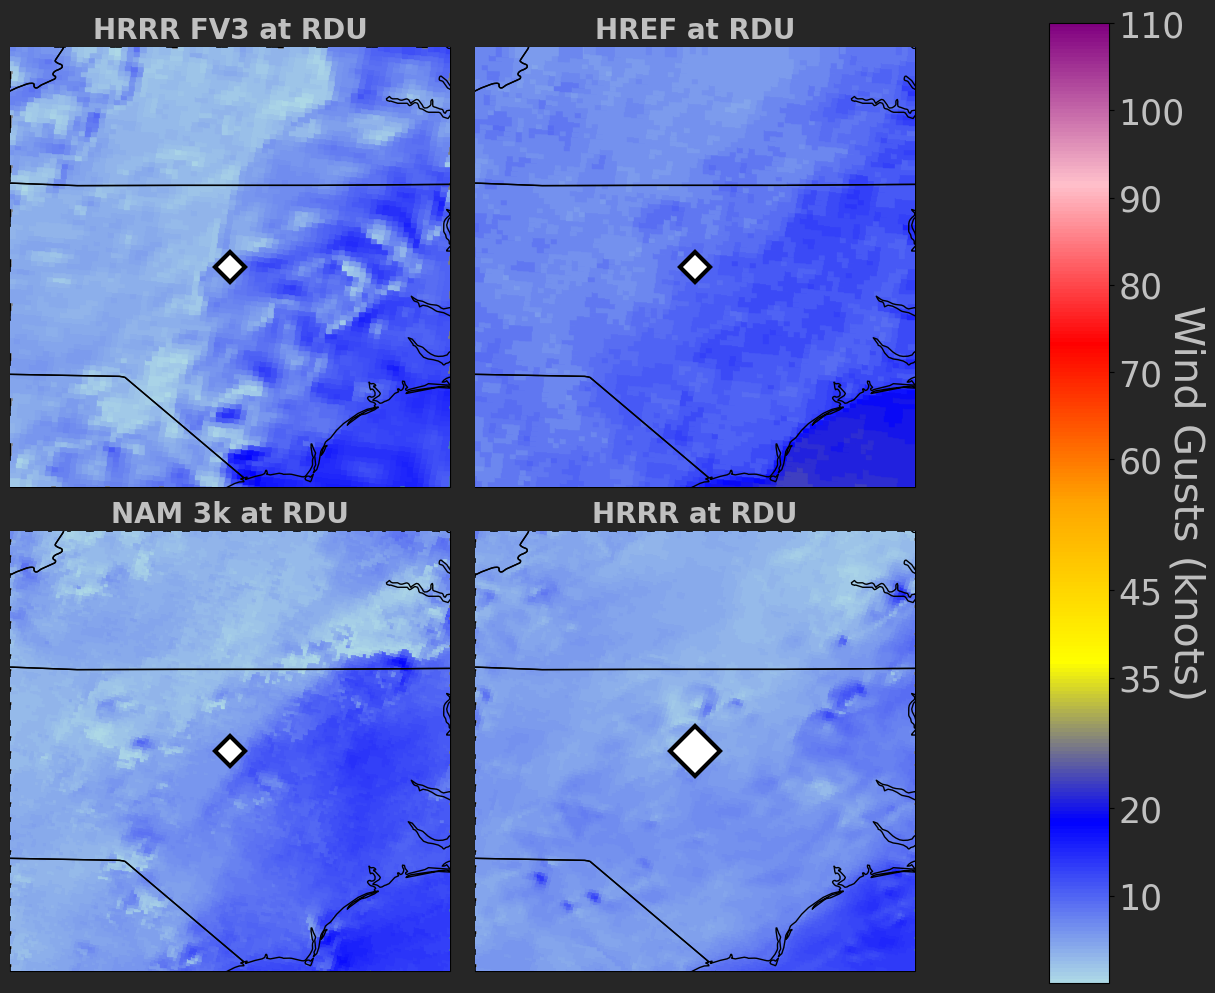 HRRR FV3 at RDU
HREF at RDU
NAM 3k at RDU
HRRR at RDU
110
100
90
80
70
60
45
35
20
10
Wind Gusts (knots)